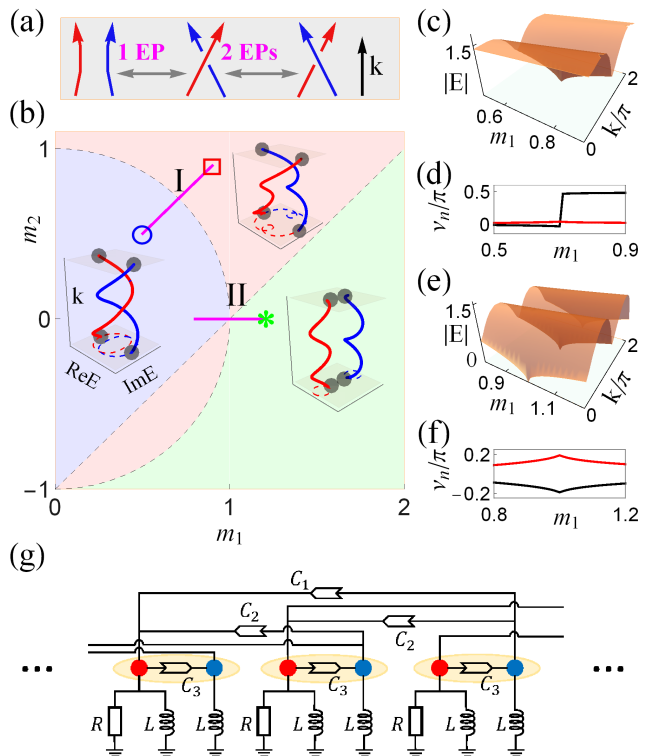 (a)
1 EP
2 EPs
k
(b)
1
m₂
0
−1
0
1
2
m₁
I
II
k
ReE
ImE
(c)
1.5
|E|
0.6
0.8
m₁
0
2
k/π
(d)
0.5
0
νₙ/π
0.5
m₁
0.9
(e)
1.5
|E|
0
0.9
1.1
m₁
0
2
k/π
(f)
0.2
−0.2
νₙ/π
0.8
m₁
1.2
(g)
C₁
C₂
C₂
C₃
C₃
C₃
R
L
L
R
L
L
R
L
L